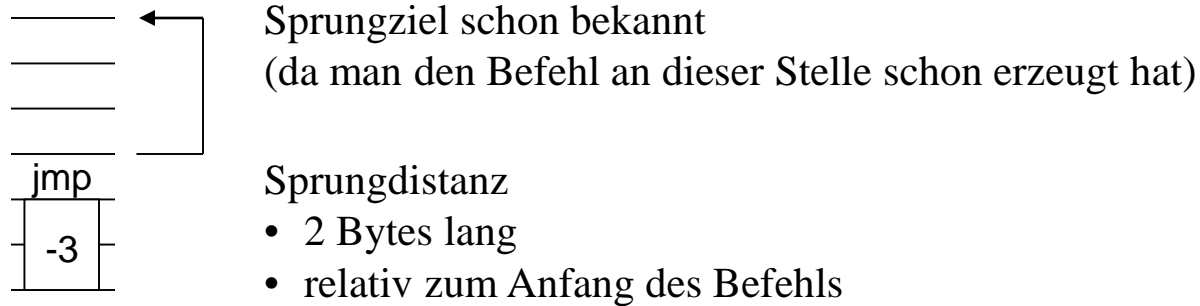 Sprungziel schon bekannt
(da man den Befehl an dieser Stelle schon erzeugt hat)
jmp
-3
Sprungdistanz
• 2 Bytes lang
• relativ zum Anfang des Befehls